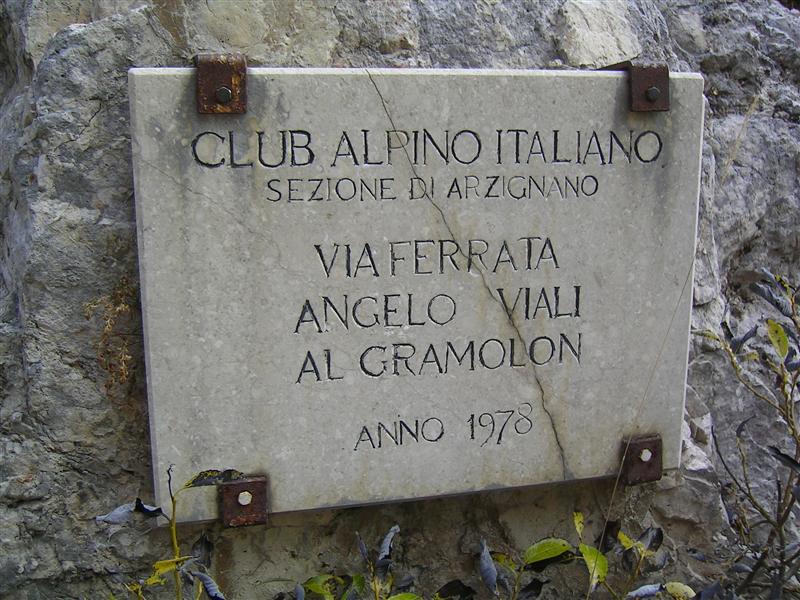 CLUB ALPINO ITALIANO
SEZIONE DI ARZIGNANO
VIA FERRATA
ANGELO VIALI
AL GRAMOLON
ANNO 1978